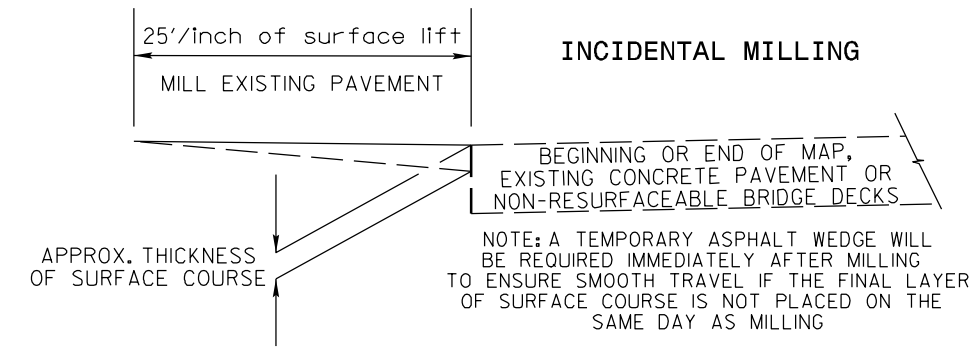 25'/inch of surface lift
INCIDENTAL MILLING
MILL EXISTING PAVEMENT
BEGINNING OR END OF MAP,
EXISTING CONCRETE PAVEMENT OR
NON-RESURFACEABLE BRIDGE DECKS
APPROX. THICKNESS
OF SURFACE COURSE
NOTE: A TEMPORARY ASPHALT WEDGE WILL
BE REQUIRED IMMEDIATELY AFTER MILLING
TO ENSURE SMOOTH TRAVEL IF THE FINAL LAYER
OF SURFACE COURSE IS NOT PLACED ON THE
SAME DAY AS MILLING